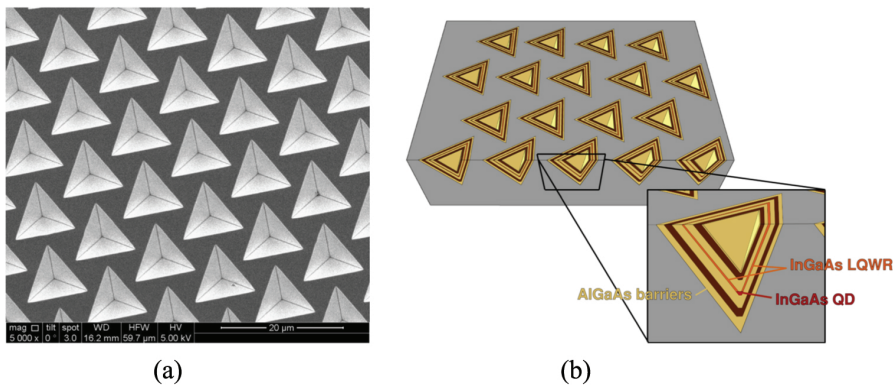 mag □ tilt spot WD HFW HV
5 000 x 0 ° 3.0 16.2 mm 59.7 µm 5.00 kV
20 µm
InGaAs LQWR
AlGaAs barriers
InGaAs QD
(a)
(b)